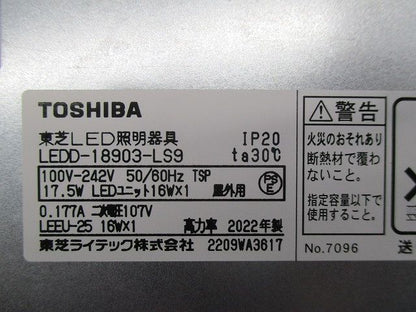 TOSHIBA
東芝LED照明器具 IP20
LEDD-18903-LS9 ta30℃
100V-242V 50/60Hz TSP
17.5W LEDユニット16W×1 屋外用
PSE
0.177A 二次電圧107V
LEEU-25 16W×1 高力率 2022年製
東芝ライテック株式会社 2209WA3617
警告
火災のおそれあり
断熱材で覆わ
ないこと。
指定容量以下で
使用すること。
No.7096
送